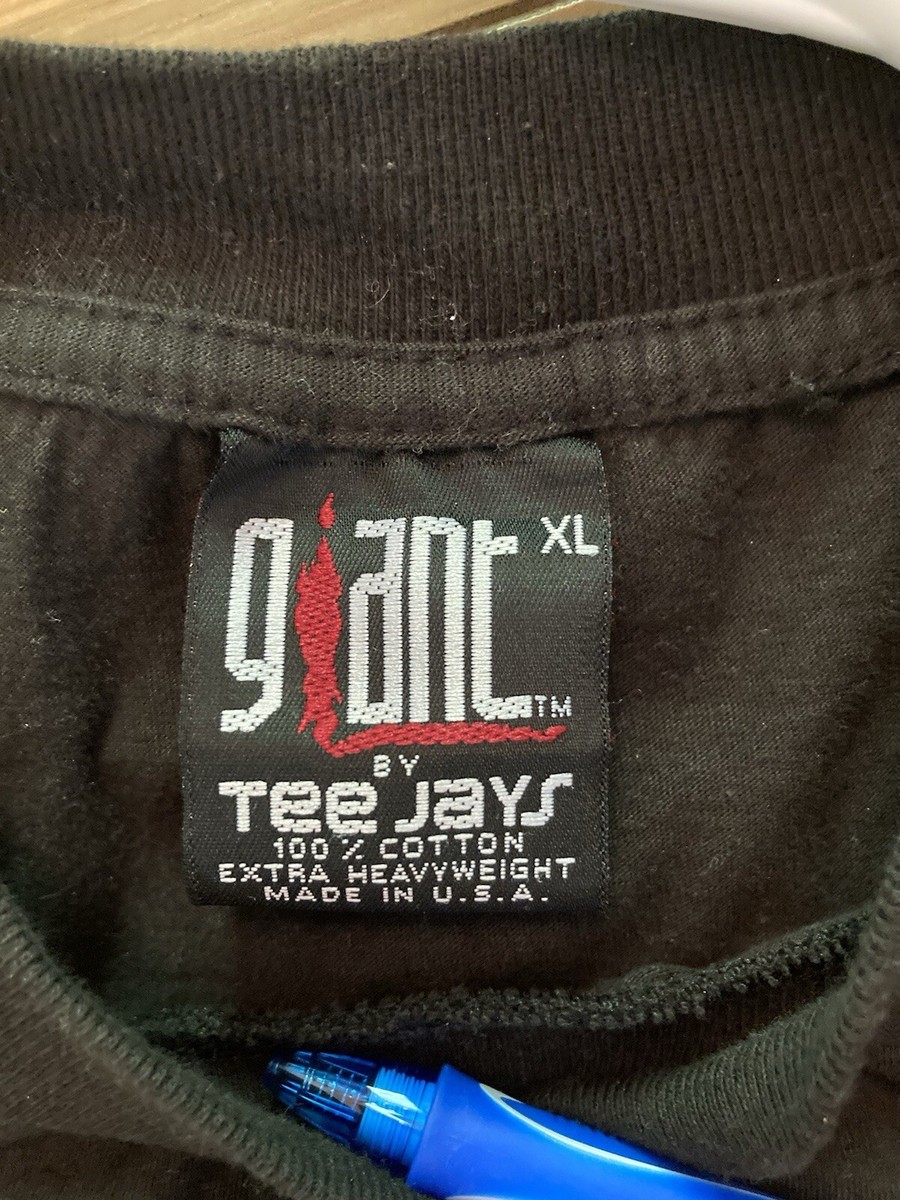 giant XL
TM
BY
Tee Jays
100% COTTON
EXTRA HEAVYWEIGHT
MADE IN U.S.A.